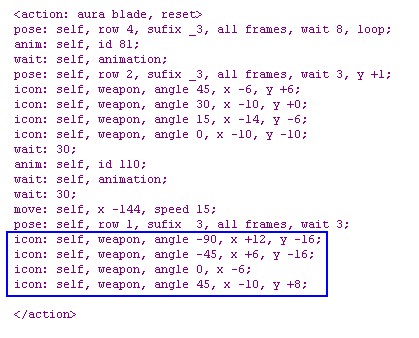 <action: aura blade, reset>
pose: self, row 4, sufix _3, all frames, wait 8, loop;
anim: self, id 81;
wait: self, animation;
pose: self, row 2, sufix _3, all frames, wait 3, y +1;
icon: self, weapon, angle 45, x -6, y +6;
icon: self, weapon, angle 30, x -10, y +0;
icon: self, weapon, angle 15, x -14, y -6;
icon: self, weapon, angle 0, x -10, y -10;
wait: 30;
anim: self, id 110;
wait: self, animation;
wait: 30;
move: self, x -144, speed 15;
pose: self, row 1, sufix _3, all frames, wait 3;
icon: self, weapon, angle -90, x +12, y -16;
icon: self, weapon, angle -45, x +6, y -16;
icon: self, weapon, angle 0, x -6;
icon: self, weapon, angle 45, x -10, y +8;
</action>